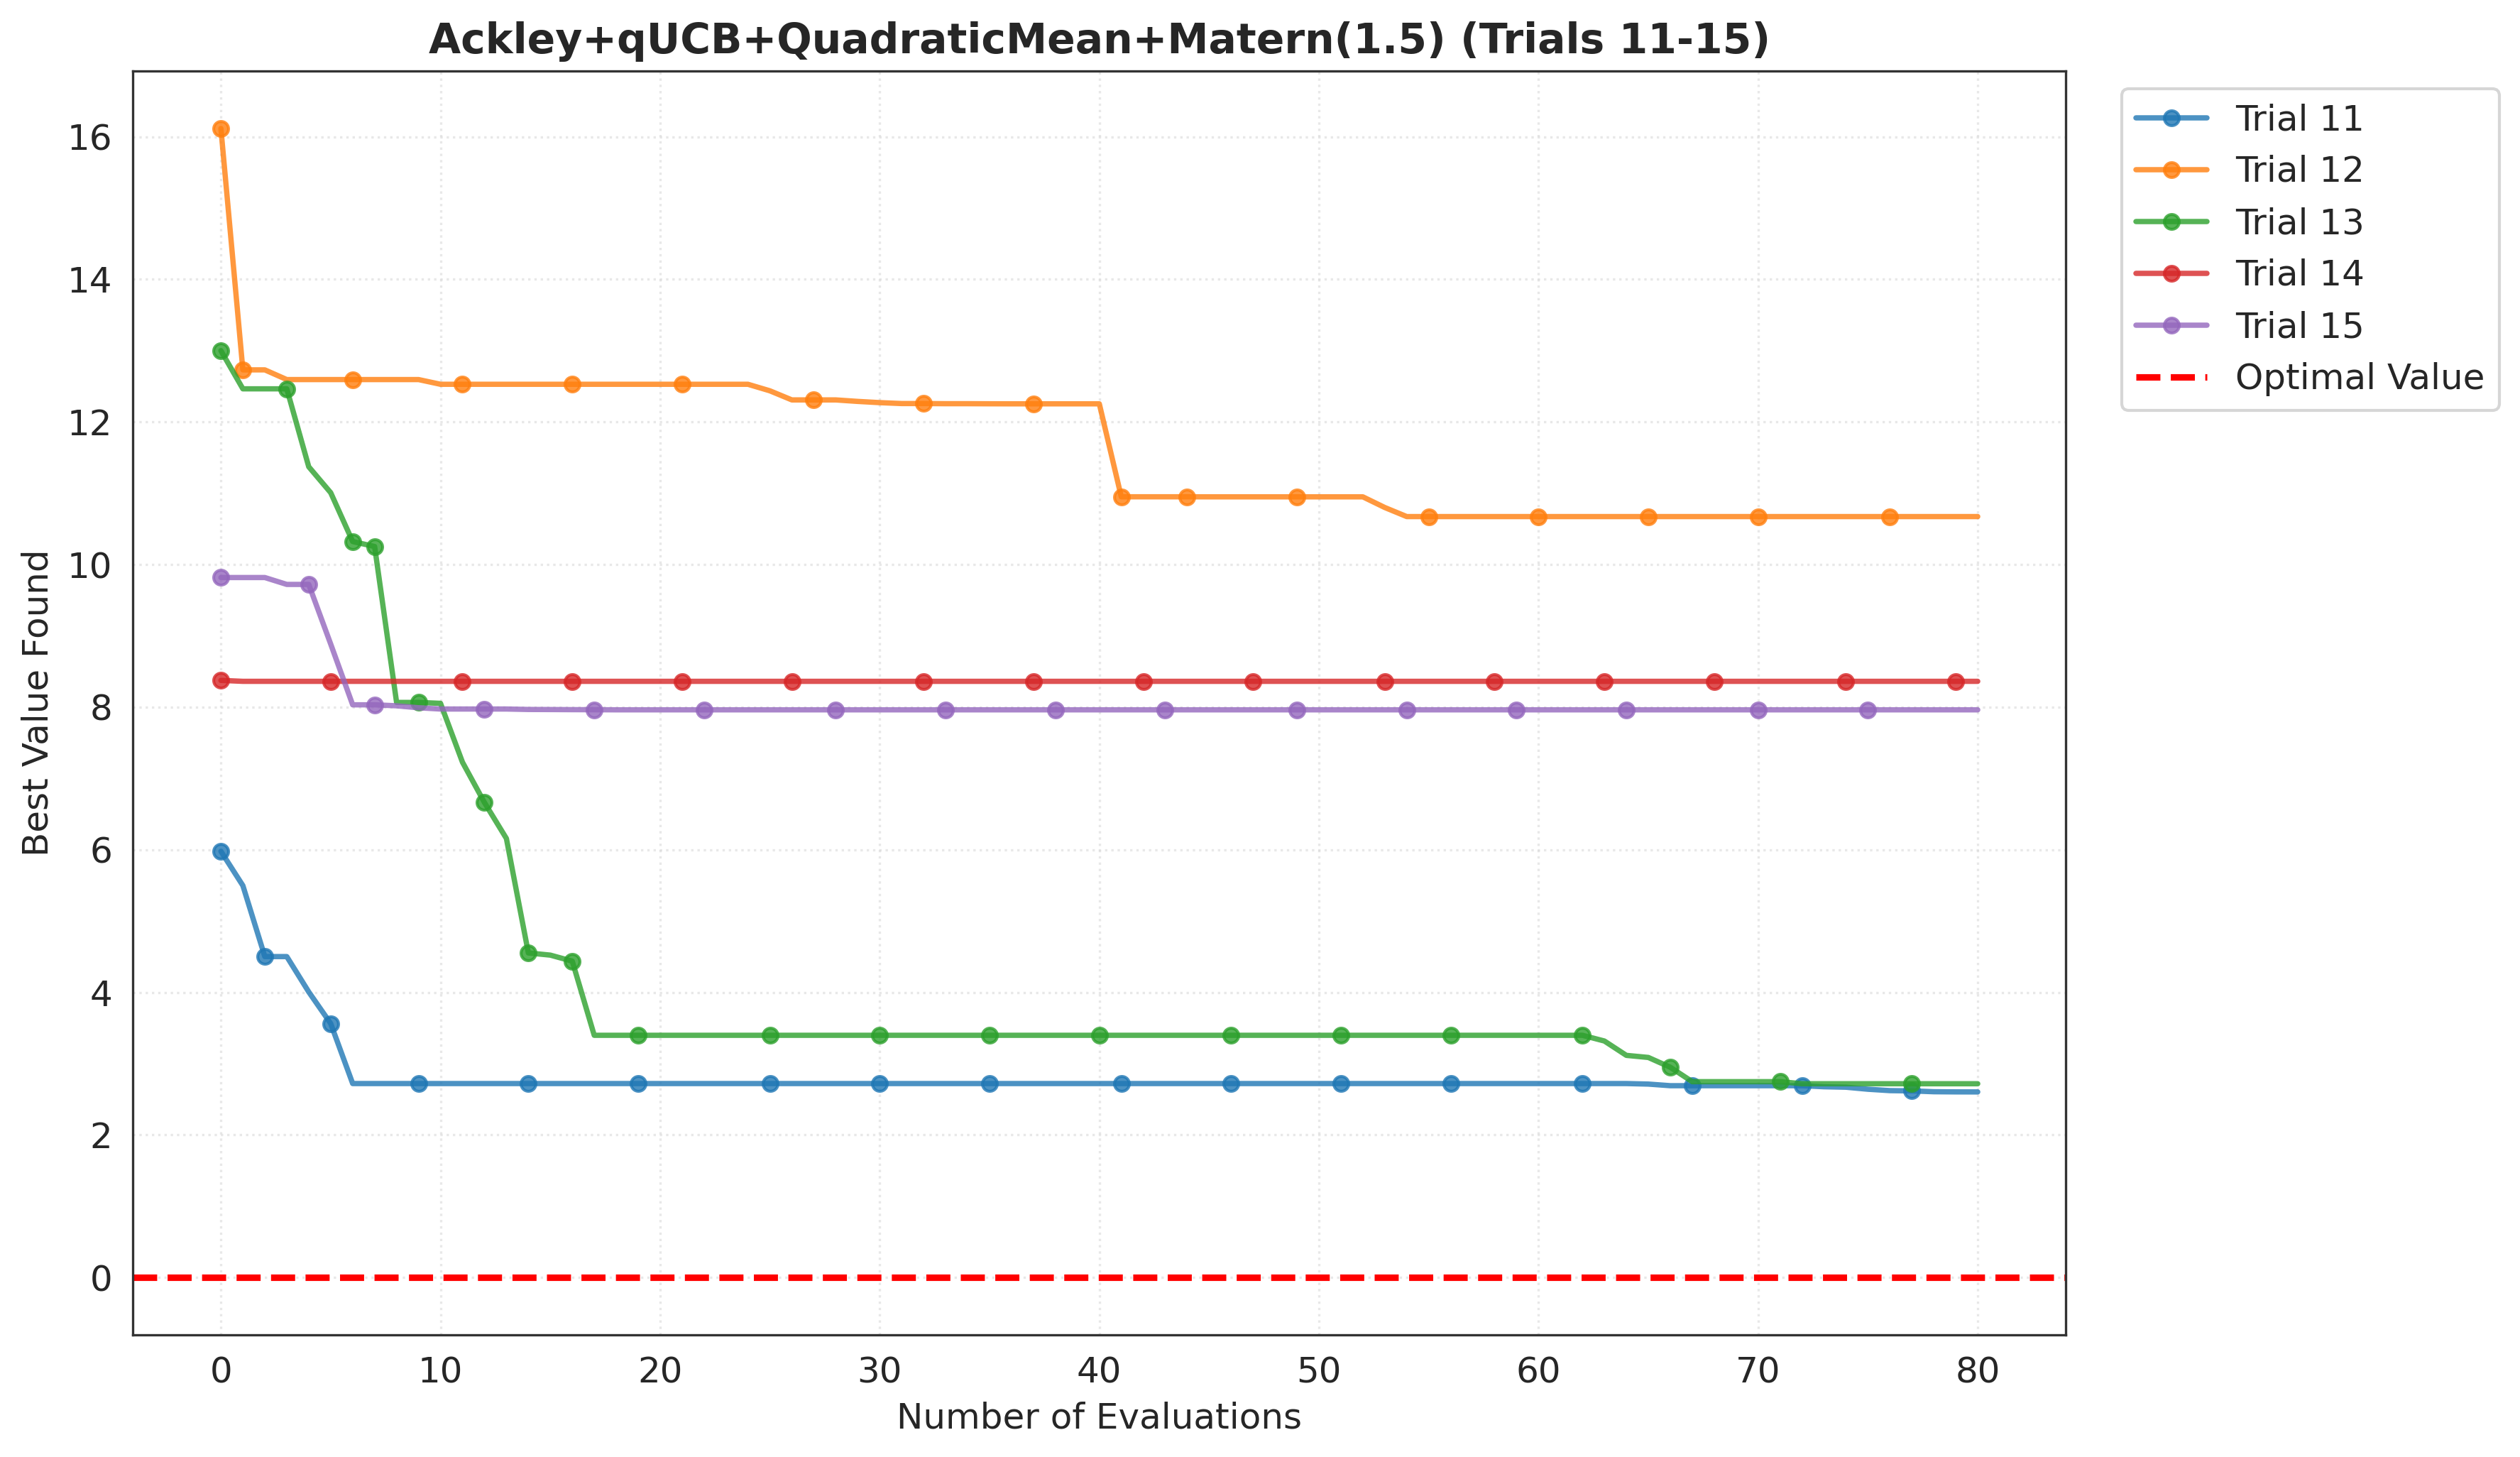 Ackley+qUCB+QuadraticMean+Matern(1.5) (Trials 11-15)
Best Value Found
16
14
12
10
8
6
4
2
0
0 10 20 30 40 50 60 70 80
Number of Evaluations
Trial 11
Trial 12
Trial 13
Trial 14
Trial 15
Optimal Value